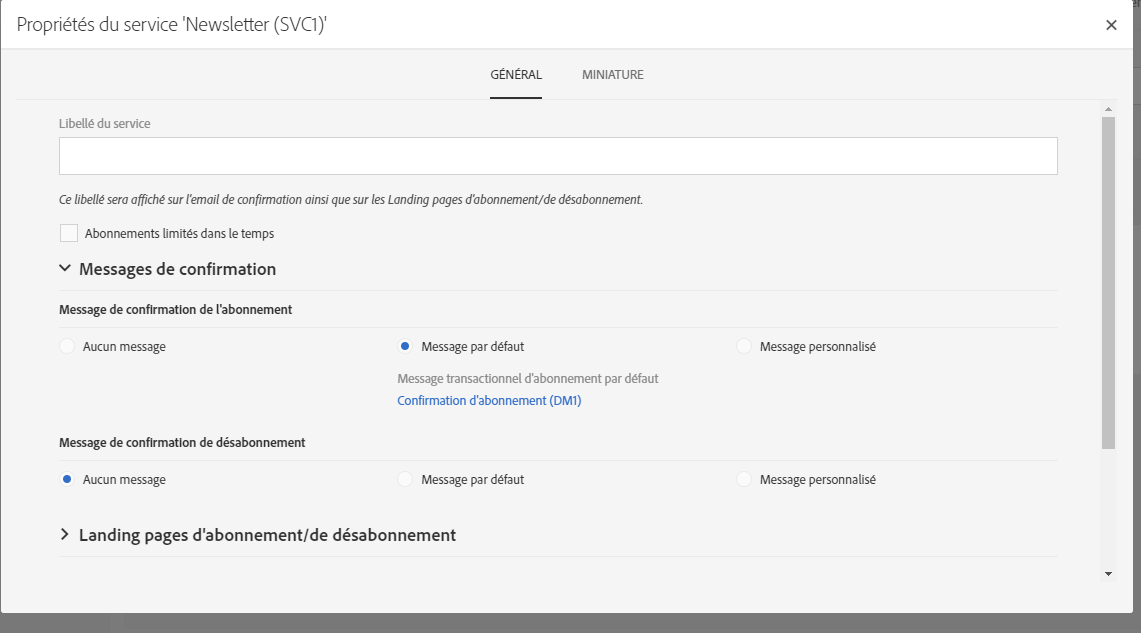 Propriétés du service 'Newsletter (SVC1)'
GÉNÉRAL MINIATURE
Libellé du service
Ce libellé sera affiché sur l'email de confirmation ainsi que sur les Landing pages d'abonnement/de désabonnement.
Abonnements limités dans le temps
Messages de confirmation
Message de confirmation de l'abonnement
Aucun message Message par défaut Message personnalisé
Message transactionnel d'abonnement par défaut
Confirmation d'abonnement (DM1)
Message de confirmation de désabonnement
Aucun message Message par défaut Message personnalisé
Landing pages d'abonnement/de désabonnement